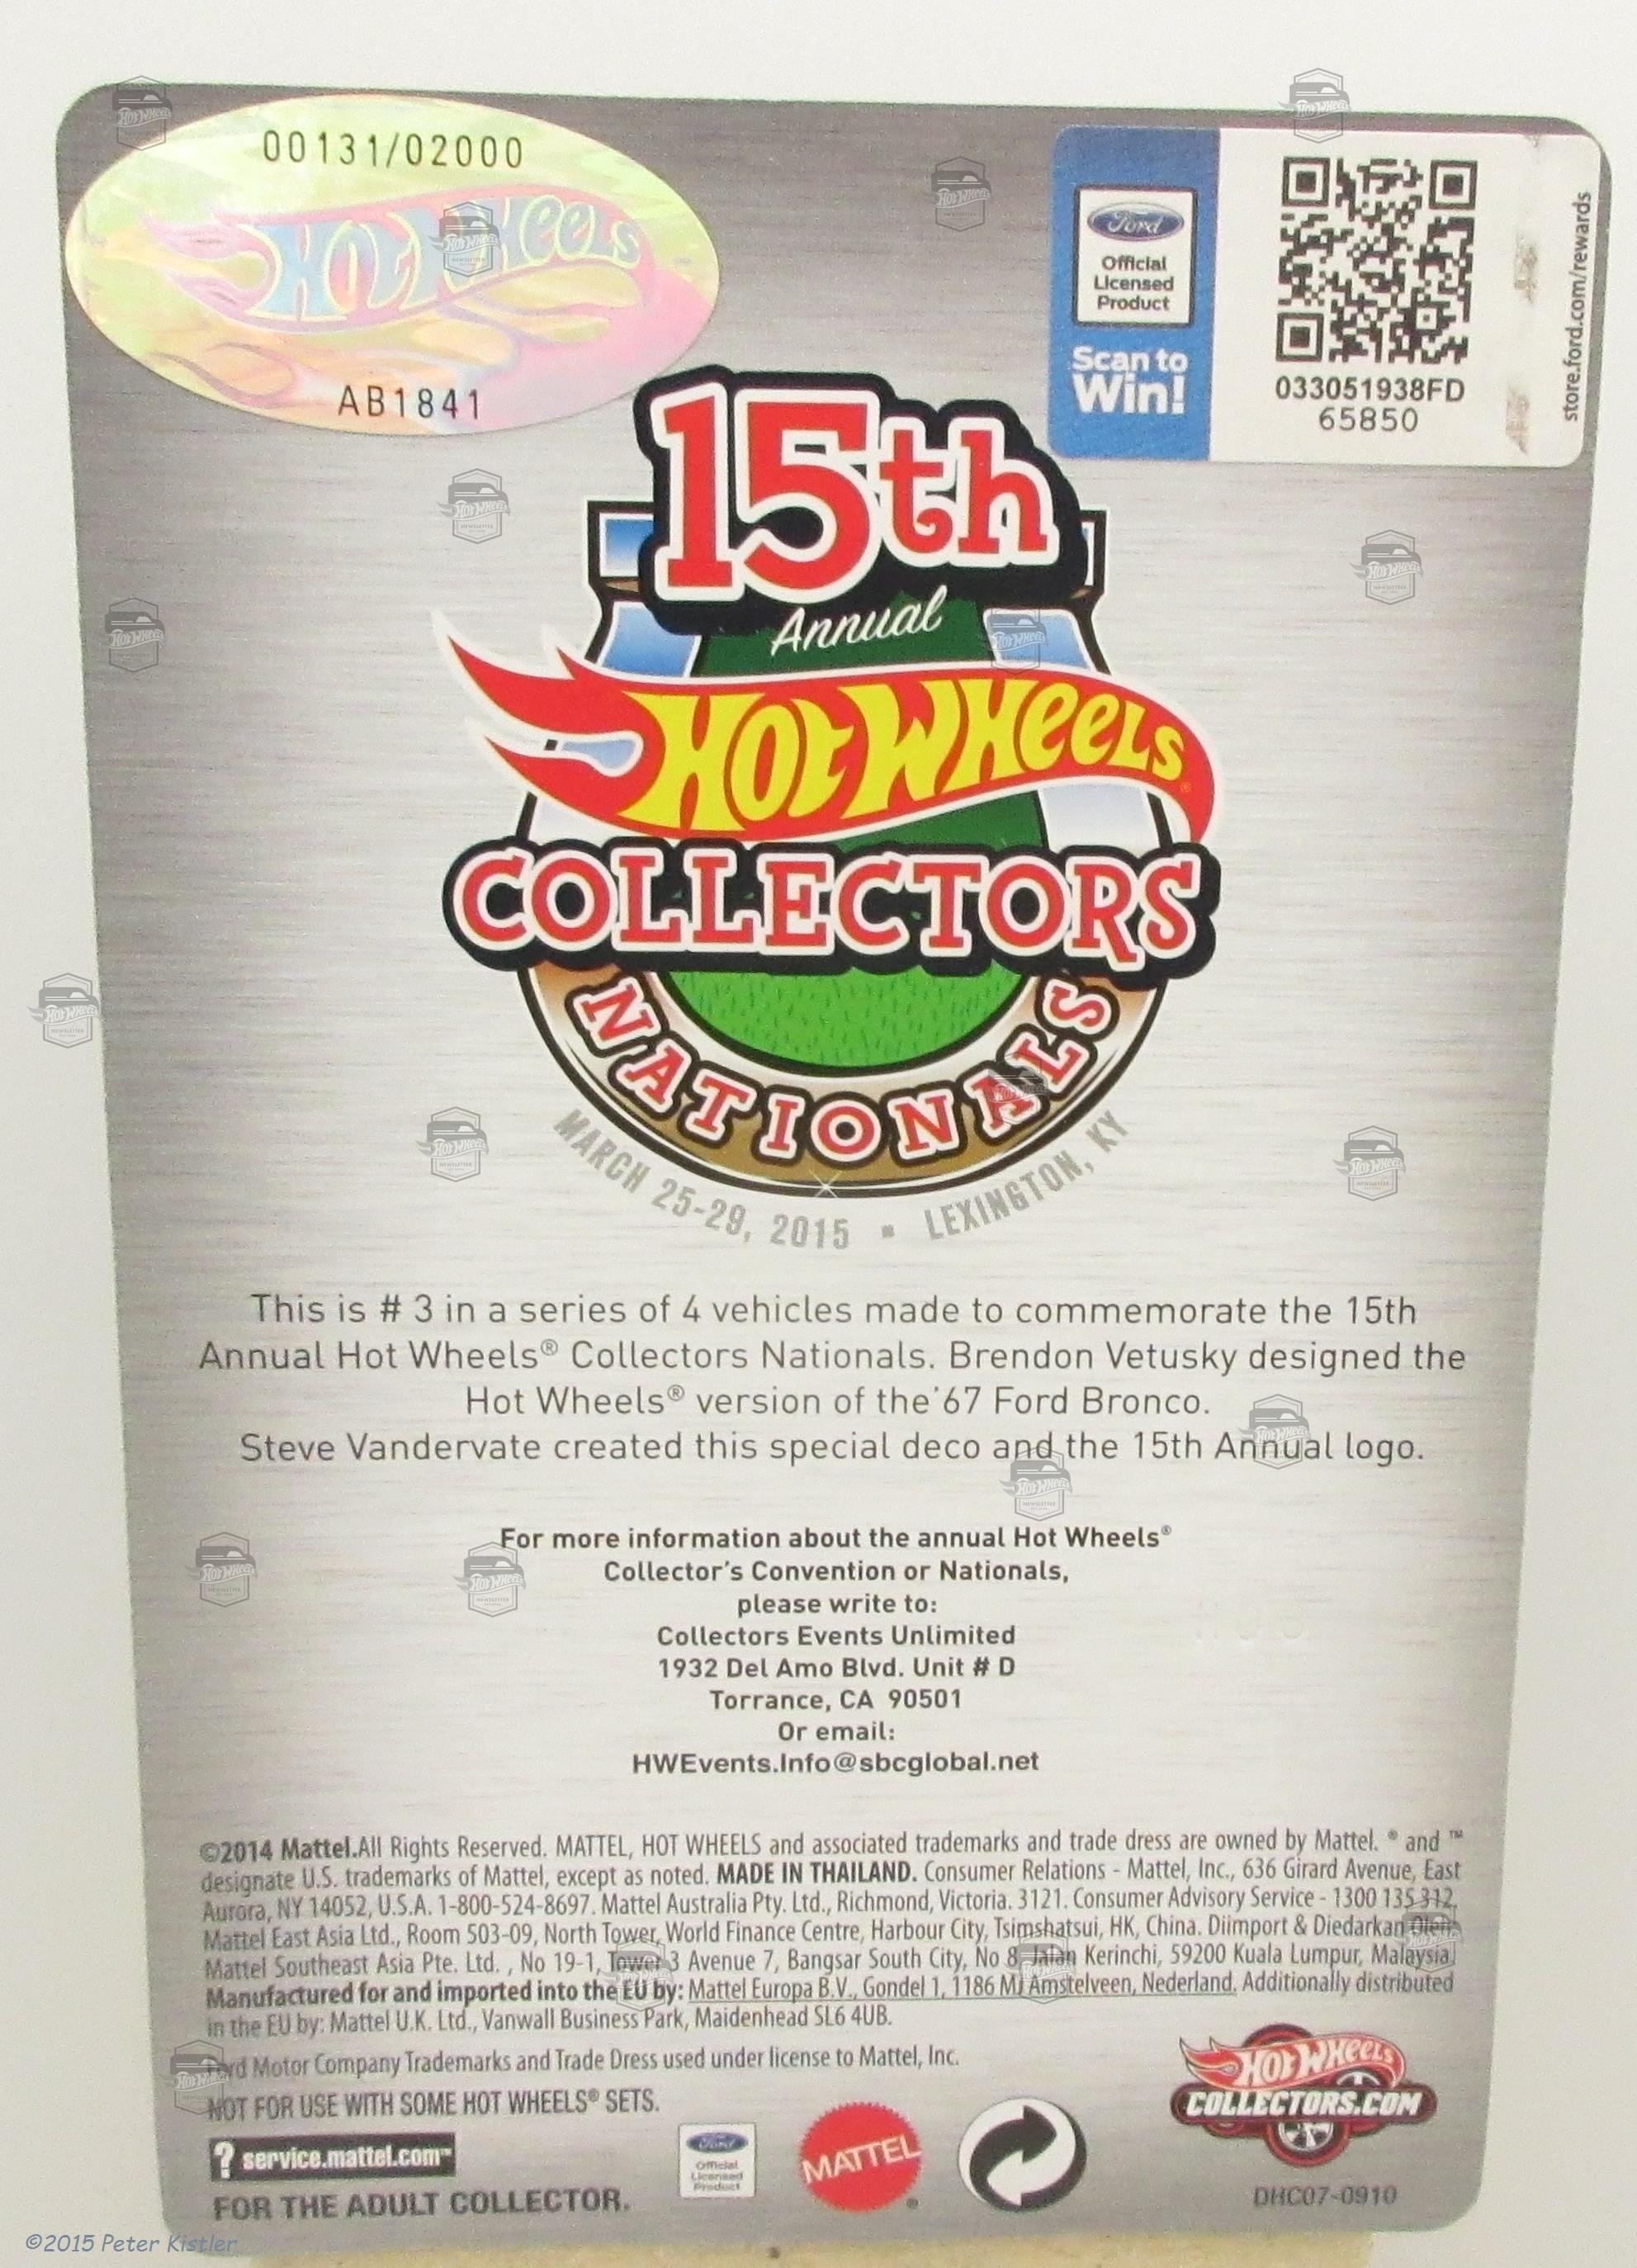 00131/02000
HOT WHEELS
AB1841
Ford
Official
Licensed
Product
Scan to
Win!
033051938FD
65850
store.ford.com/rewards
15th
Annual
HOT WHEELS®
COLLECTORS
NATIONALS
MARCH 25-29, 2015 ▪ LEXINGTON, KY
This is # 3 in a series of 4 vehicles made to commemorate the 15th
Annual Hot Wheels® Collectors Nationals. Brendon Vetusky designed the
Hot Wheels® version of the'67 Ford Bronco.
Steve Vandervate created this special deco and the 15th Annual logo.
For more information about the annual Hot Wheels®
Collector's Convention or Nationals,
please write to:
Collectors Events Unlimited
1932 Del Amo Blvd. Unit # D
Torrance, CA 90501
Or email:
HWEvents.Info@sbcglobal.net
©2014 Mattel.All Rights Reserved. MATTEL, HOT WHEELS and associated trademarks and trade dress are owned by Mattel. ® and ™
designate U.S. trademarks of Mattel, except as noted. MADE IN THAILAND. Consumer Relations - Mattel, Inc., 636 Girard Avenue, East
Aurora, NY 14052, U.S.A. 1-800-524-8697. Mattel Australia Pty. Ltd., Richmond, Victoria. 3121. Consumer Advisory Service - 1300 135 312.
Mattel East Asia Ltd., Room 503-09, North Tower, World Finance Centre, Harbour City, Tsimshatsui, HK, China. Diimport & Diedarkan Oleh:
Mattel Southeast Asia Pte. Ltd. , No 19-1, Tower 3 Avenue 7, Bangsar South City, No 8, Jalan Kerinchi, 59200 Kuala Lumpur, Malaysia.
Manufactured for and imported into the EU by: Mattel Europa B.V., Gondel 1, 1186 MJ Amstelveen, Nederland. Additionally distributed
in the EU by: Mattel U.K. Ltd., Vanwall Business Park, Maidenhead SL6 4UB.
Ford Motor Company Trademarks and Trade Dress used under license to Mattel, Inc.
NOT FOR USE WITH SOME HOT WHEELS® SETS.
? service.mattel.com™
FOR THE ADULT COLLECTOR.
Ford
Official
Licensed
Product
MATTEL
HOT WHEELS
COLLECTORS.COM
DHC07-0910
©2015 Peter Kistler